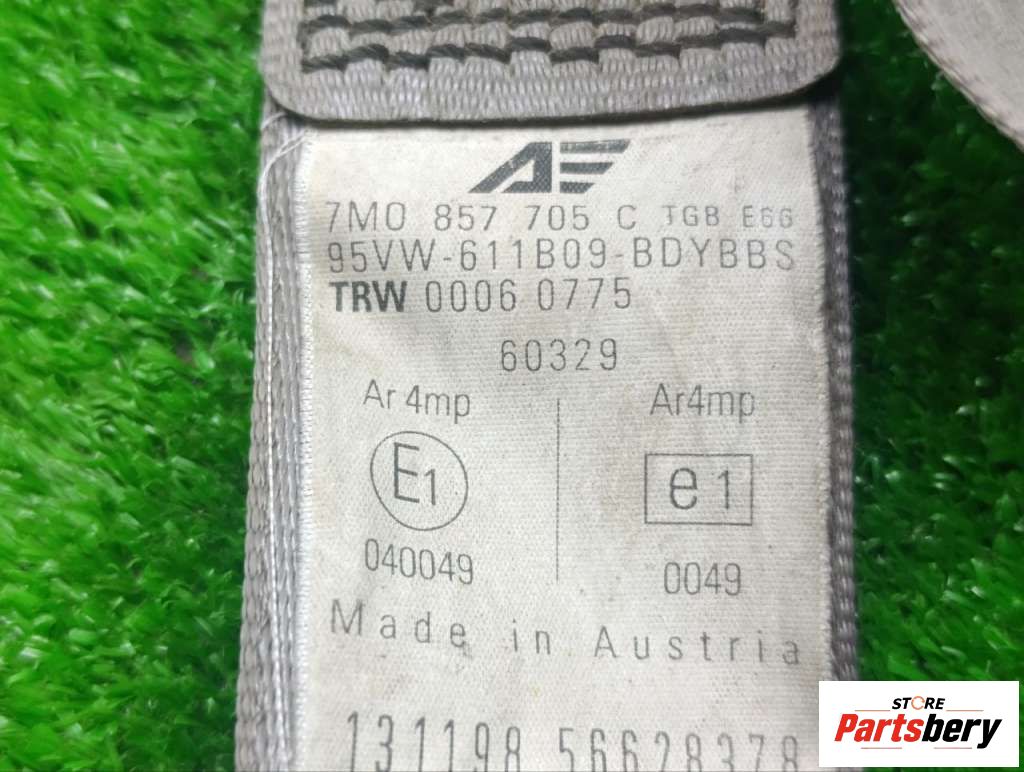 AE
7M0 857 705 C TGB E66
95VW-611B09-BDYBBS
TRW 0006 0775
60329
Ar 4mp Ar4mp
E1 e1
040049 0049
Made in Austria
131198 56628378
STORE
Partsbery